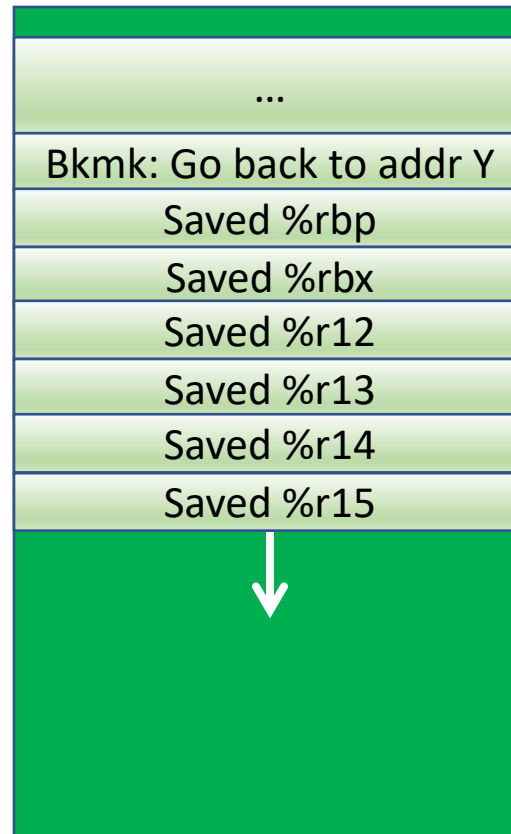 …
Bkmk: Go back to addr Y
Saved %rbp
Saved %rbx
Saved %r12
Saved %r13
Saved %r14
Saved %r15